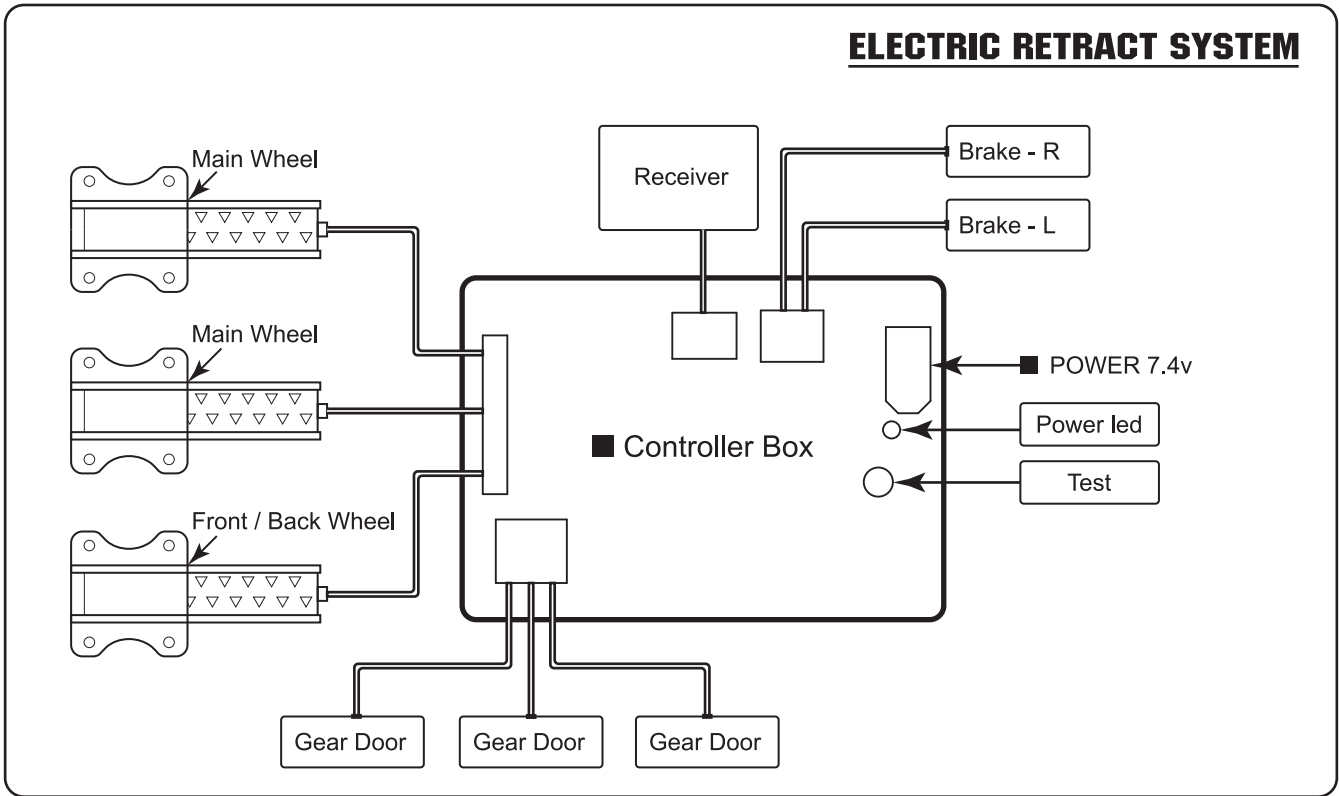 ELECTRIC RETRACT SYSTEM
Main Wheel
Receiver
Brake - R
Brake - L
Main Wheel
POWER 7.4v
Power led
Controller Box
Test
Front / Back Wheel
Gear Door
Gear Door
Gear Door